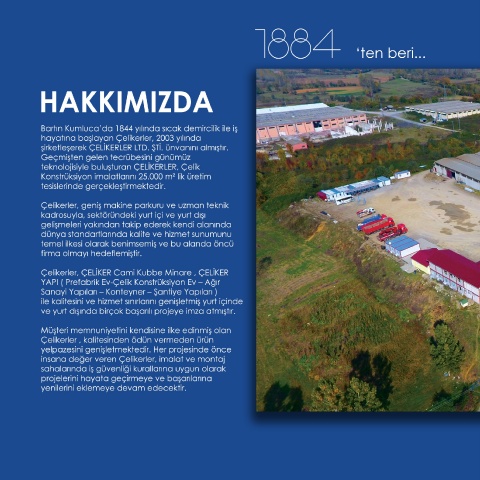 1884 'ten beri...
HAKKIMIZDA
Bartın Kumluca'da 1844 yılında sıcak demircilik ile iş
hayatına başlayan Çelikerler, 2003 yılında
şirketleşerek ÇELİKERLER LTD. ŞTİ. ünvanını almıştır.
Geçmişten gelen tecrübesini günümüz
teknolojisiyle buluşturan ÇELİKERLER, Çelik
Konstrüksiyon imalatlarını 25.000 m² lik üretim
tesislerinde gerçekleştirmektedir.
Çelikerler, geniş makine parkuru ve uzman teknik
kadrosuyla, sektöründeki yurt içi ve yurt dışı
gelişmeleri yakından takip ederek kendi alanında
dünya standartlarında kalite ve hizmet sunumunu
temel ilkesi olarak benimsemiş ve bu alanda öncü
firma olmayı hedeflemiştir.
Çelikerler, ÇELİKER Cami Kubbe Minare , ÇELİKER
YAPI ( Prefabrik Ev-Çelik Konstrüksiyon Ev – Ağır
Sanayi Yapıları – Konteyner – Şantiye Yapıları )
ile kalitesini ve hizmet sınırlarını genişletmiş yurt içinde
ve yurt dışında birçok başarılı projeye imza atmıştır.
Müşteri memnuniyetini kendisine ilke edinmiş olan
Çelikerler , kalitesinden ödün vermeden ürün
yelpazesini genişletmektedir. Her projesinde önce
insana değer veren Çelikerler, imalat ve montaj
sahalarında iş güvenliği kurallarına uygun olarak
projelerini hayata geçirmeye ve başarılarına
yenilerini eklemeye devam edecektir.